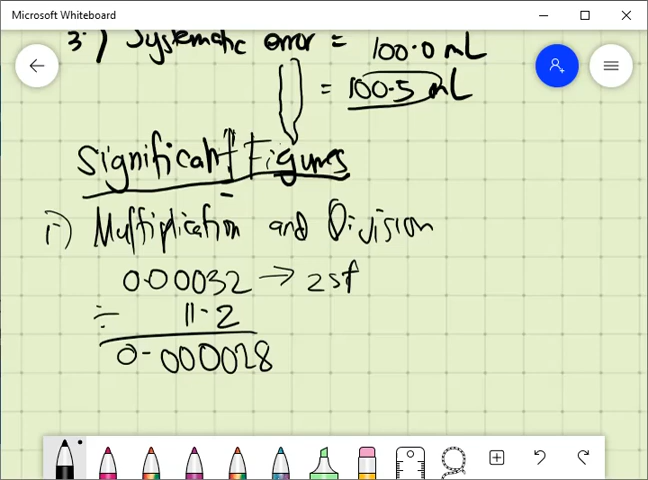 Microsoft Whiteboard
3.) Systematic error = 100.0 mL
= 100.5 mL
Significant Figures
i) Multiplication and Division
0.00032 → 2sf
÷ 11.2
0.000028